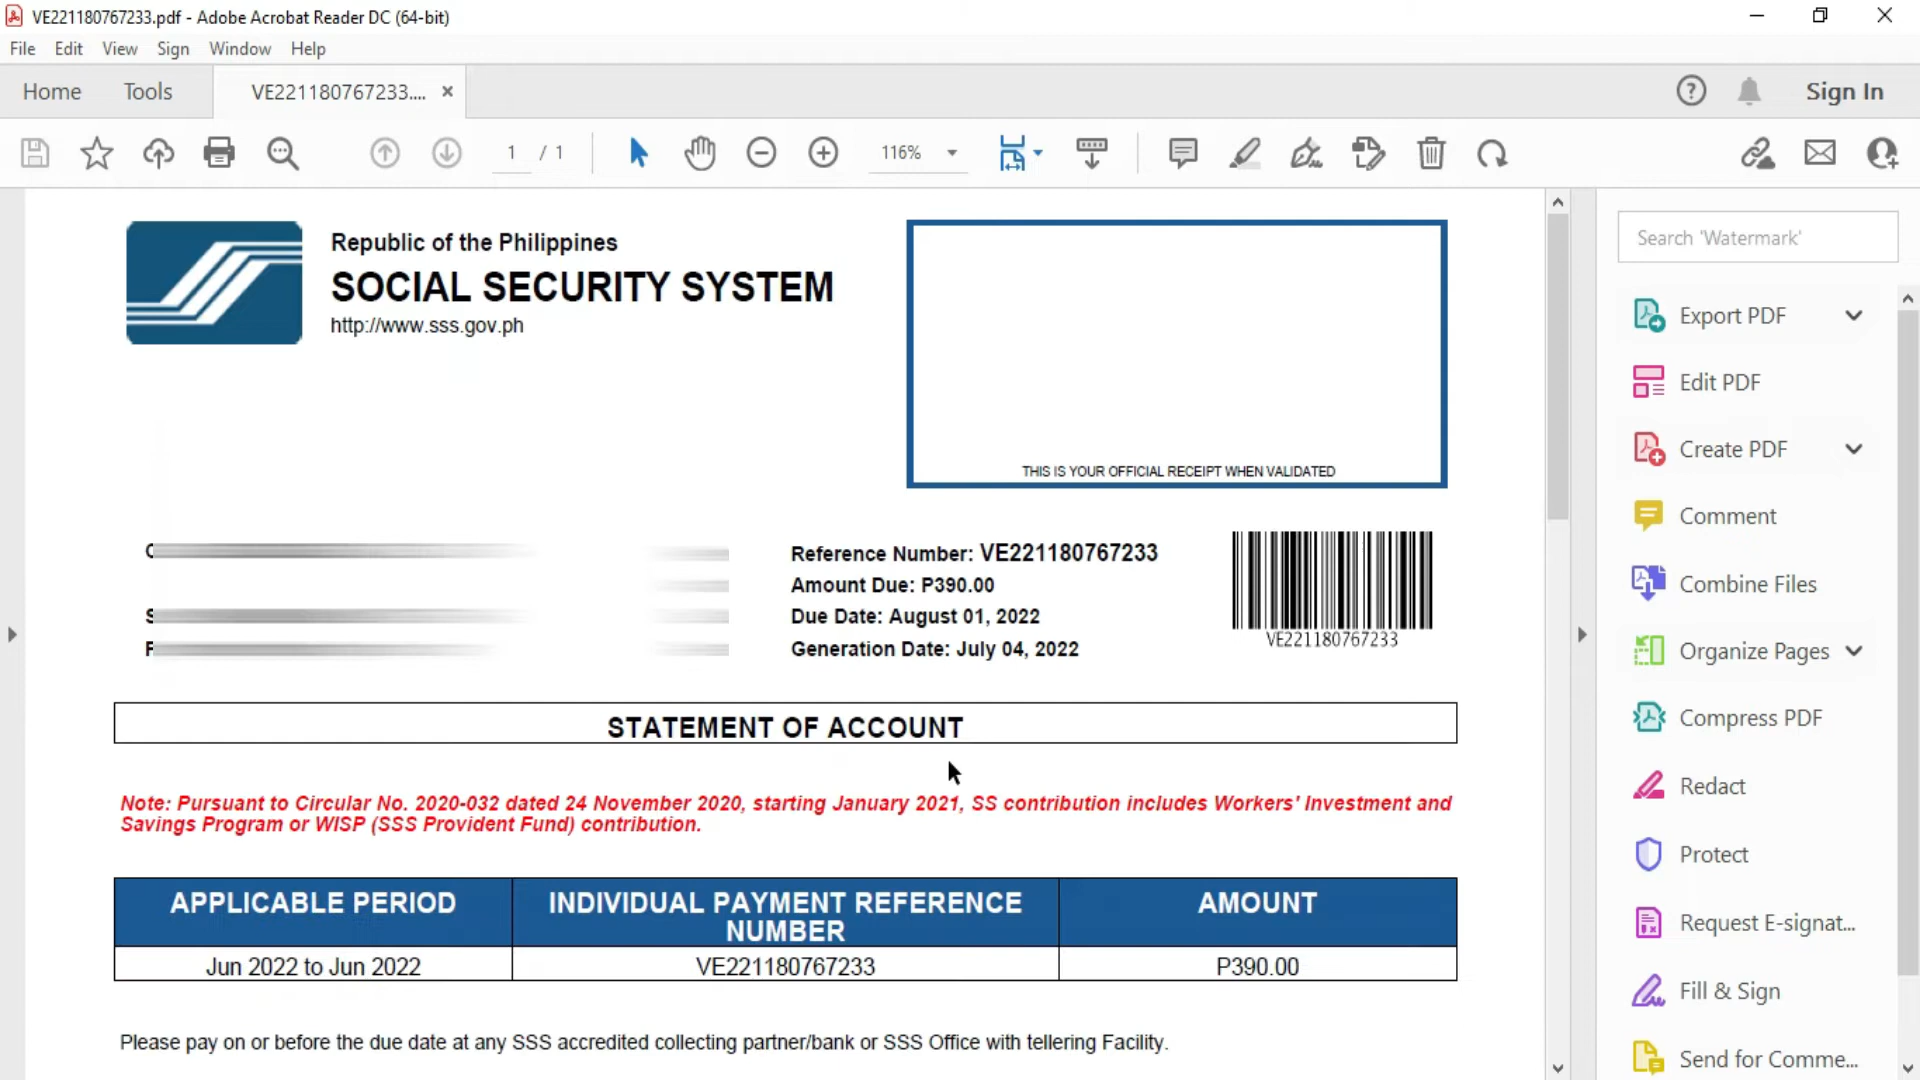 VE221180767233.pdf - Adobe Acrobat Reader DC (64-bit)
File Edit View Sign Window Help
Home Tools VE221180767233.... × Sign In
1 / 1 116%
Republic of the Philippines
SOCIAL SECURITY SYSTEM
http://www.sss.gov.ph
THIS IS YOUR OFFICIAL RECEIPT WHEN VALIDATED
Reference Number: VE221180767233
Amount Due: P390.00
Due Date: August 01, 2022
Generation Date: July 04, 2022
VE221180767233
STATEMENT OF ACCOUNT
Note: Pursuant to Circular No. 2020-032 dated 24 November 2020, starting January 2021, SS contribution includes Workers' Investment and
Savings Program or WISP (SSS Provident Fund) contribution.
APPLICABLE PERIOD INDIVIDUAL PAYMENT REFERENCE NUMBER AMOUNT
Jun 2022 to Jun 2022 VE221180767233 P390.00
Please pay on or before the due date at any SSS accredited collecting partner/bank or SSS Office with tellering Facility.
Search 'Watermark'
Export PDF
Edit PDF
Create PDF
Comment
Combine Files
Organize Pages
Compress PDF
Redact
Protect
Request E-signat...
Fill & Sign
Send for Comme...